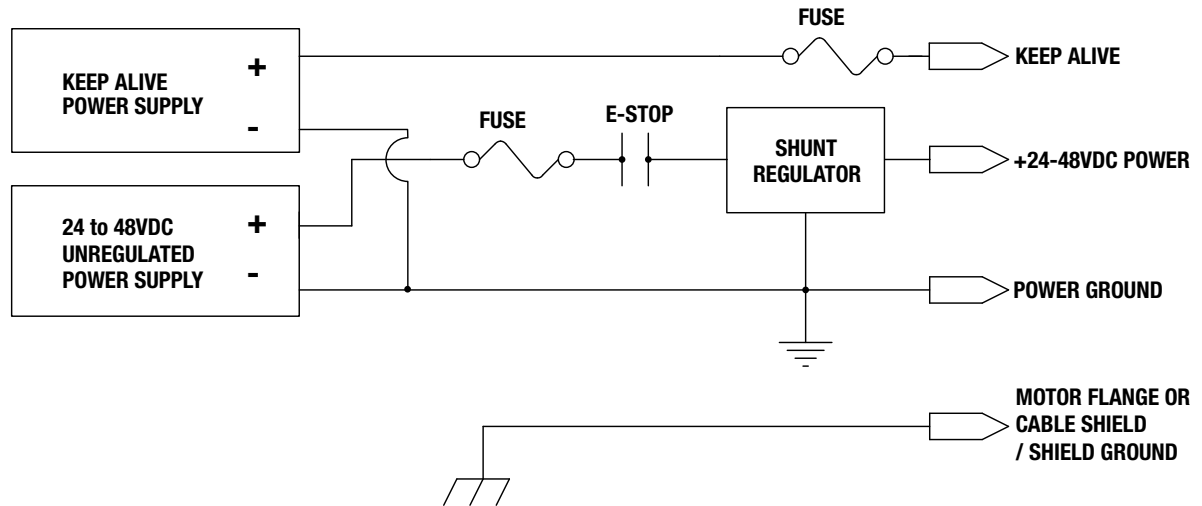 FUSE
KEEP ALIVE
POWER SUPPLY
+
-
KEEP ALIVE
FUSE
E-STOP
SHUNT
REGULATOR
+24-48VDC POWER
24 to 48VDC
UNREGULATED
POWER SUPPLY
+
-
POWER GROUND
MOTOR FLANGE OR
CABLE SHIELD
/ SHIELD GROUND